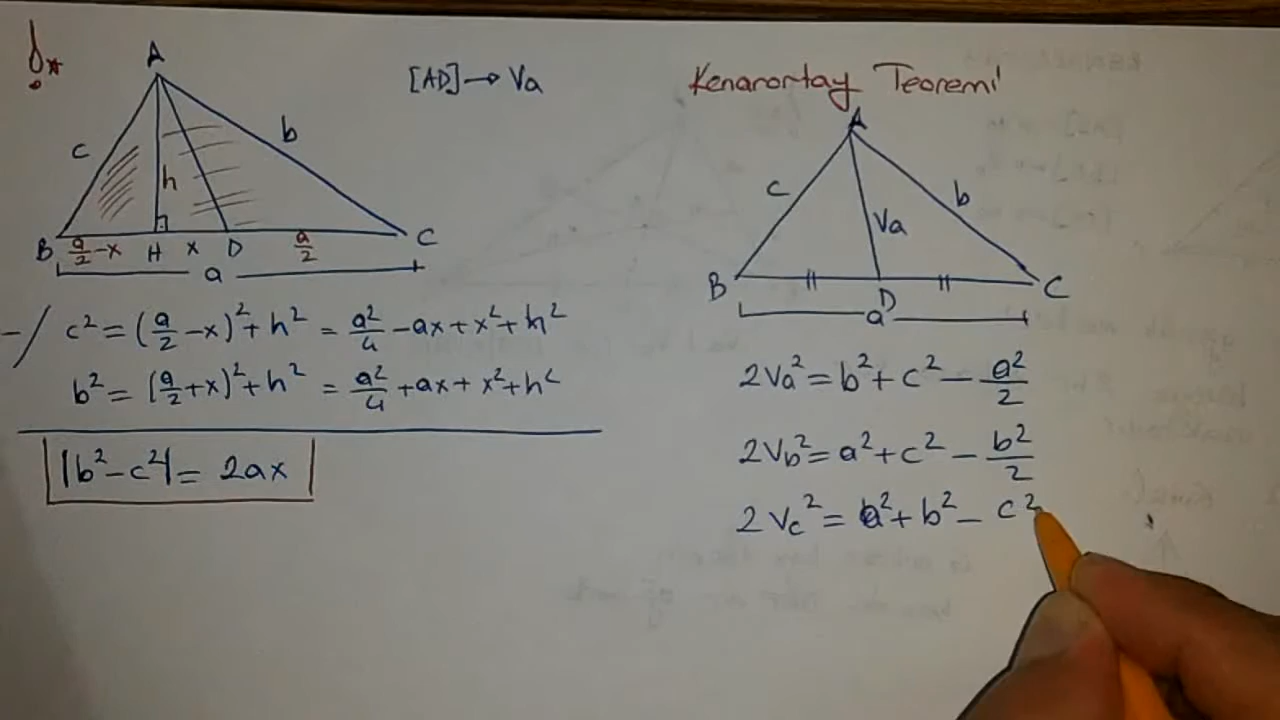 A
[AD]→Va
c
b
h
B
a/2-x
H
x
D
a/2
C
a
c²=(a/2-x)²+h²=a²/4-ax+x²+h²
b²=(a/2+x)²+h²=a²/4+ax+x²+h²
|b²-c²|=2ax
Kenarortay Teoremi
A
c
b
Va
B
D
C
a
2Va²=b²+c²-a²/2
2Vb²=a²+c²-b²/2
2Vc²=a²+b²-c²